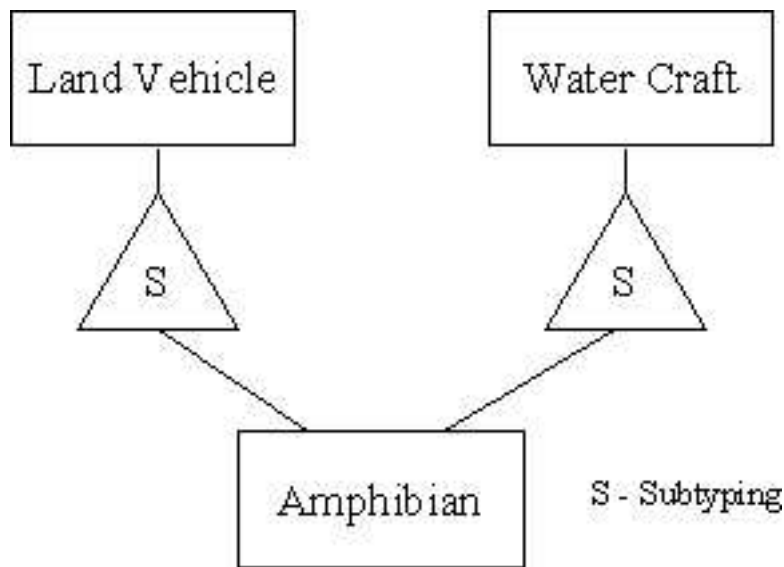 Land Vehicle
Water Craft
S
S
Amphibian
S - Subtyping